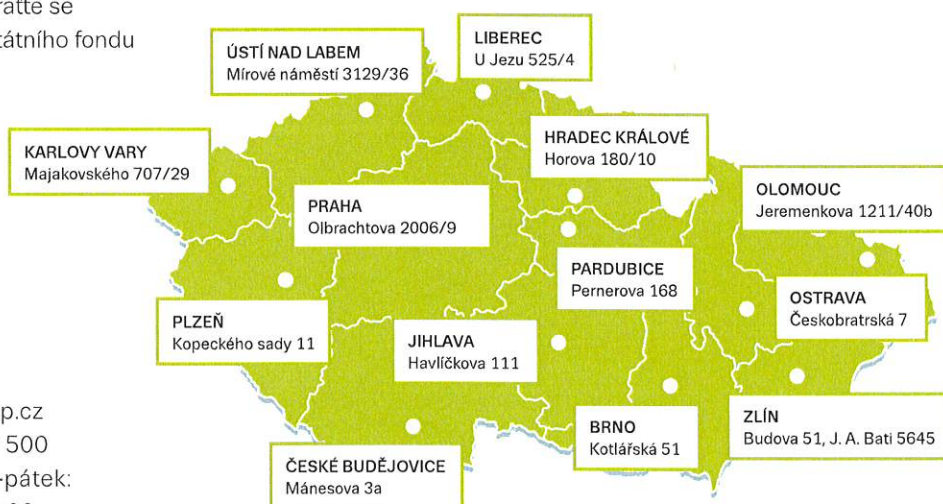 raťte se
tátního fondu
ÚSTÍ NAD LABEM
Mírové náměstí 3129/36
LIBEREC
U Jezu 525/4
KARLOVY VARY
Majakovského 707/29
HRADEC KRÁLOVÉ
Horova 180/10
PRAHA
Olbrachtova 2006/9
OLOMOUC
Jeremenkova 1211/40b
PARDUBICE
Pernerova 168
OSTRAVA
Českobratrská 7
PLZEŇ
Kopeckého sady 11
JIHLAVA
Havlíčkova 111
BRNO
Kotlářská 51
ZLÍN
Budova 51, J. A. Bati 5645
ČESKÉ BUDĚJOVICE
Mánesova 3a
p.cz
500
-pátek: